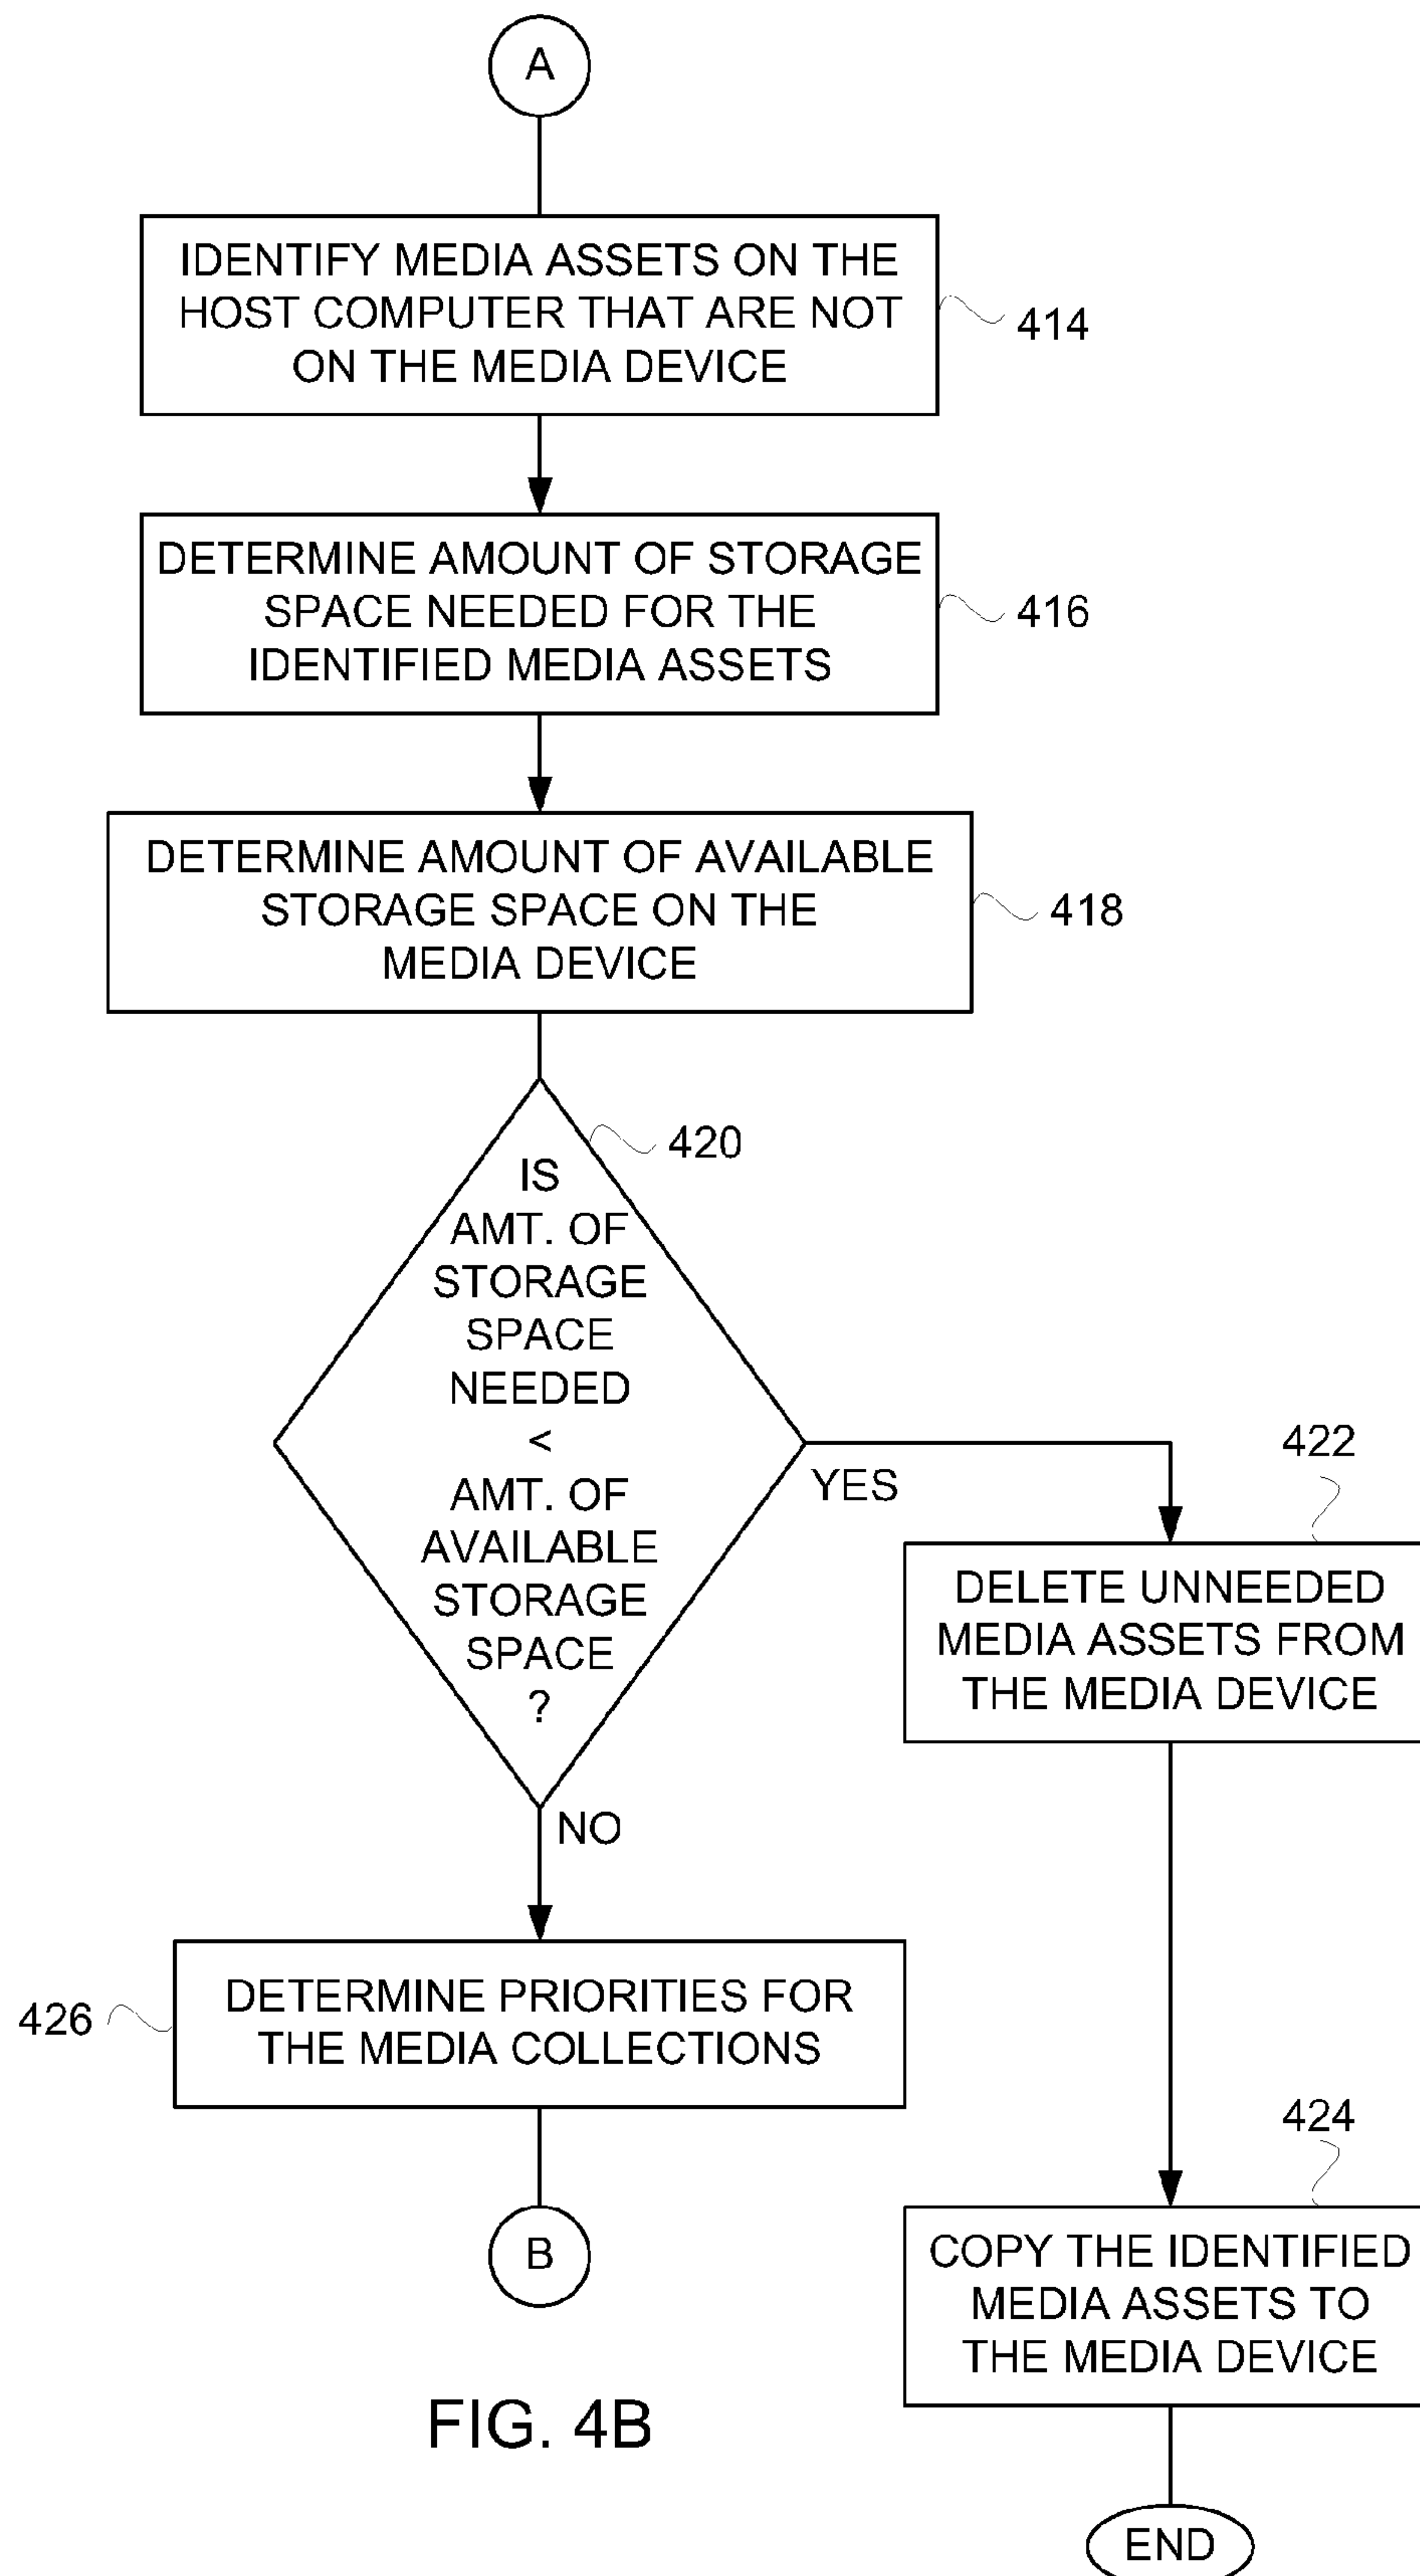 A
IDENTIFY MEDIA ASSETS ON THE
HOST COMPUTER THAT ARE NOT
ON THE MEDIA DEVICE
414
DETERMINE AMOUNT OF STORAGE
SPACE NEEDED FOR THE
IDENTIFIED MEDIA ASSETS
416
DETERMINE AMOUNT OF AVAILABLE
STORAGE SPACE ON THE
MEDIA DEVICE
418
420
IS
AMT. OF
STORAGE
SPACE
NEEDED
<
AMT. OF
AVAILABLE
STORAGE
SPACE
?
YES
422
DELETE UNNEEDED
MEDIA ASSETS FROM
THE MEDIA DEVICE
NO
426
DETERMINE PRIORITIES FOR
THE MEDIA COLLECTIONS
424
COPY THE IDENTIFIED
MEDIA ASSETS TO
THE MEDIA DEVICE
B
FIG. 4B
END